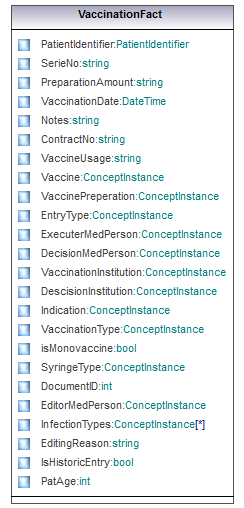 VaccinationFact
PatientIdentifier:PatientIdentifier
SerieNo:string
PreparationAmount:string
VaccinationDate:DateTime
Notes:string
ContractNo:string
VaccineUsage:string
Vaccine:ConceptInstance
VaccinePreperation:ConceptInstance
EntryType:ConceptInstance
ExecuterMedPerson:ConceptInstance
DecisionMedPerson:ConceptInstance
VaccinationInstitution:ConceptInstance
DescisionInstitution:ConceptInstance
Indication:ConceptInstance
VaccinationType:ConceptInstance
isMonovaccine:bool
SyringeType:ConceptInstance
DocumentID:int
EditorMedPerson:ConceptInstance
InfectionTypes:ConceptInstance[*]
EditingReason:string
IsHistoricEntry:bool
PatAge:int